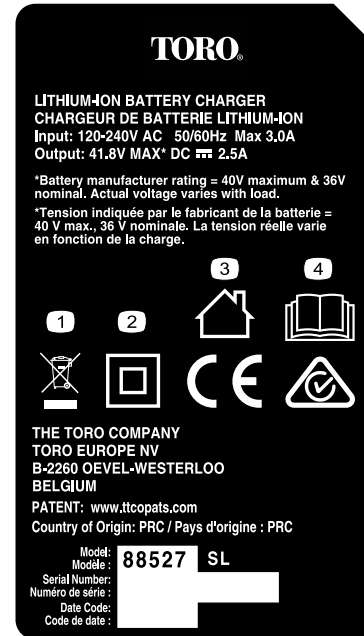 TORO®
LITHIUM-ION BATTERY CHARGER
CHARGEUR DE BATTERIE LITHIUM-ION
Input: 120-240V AC 50/60Hz Max 3.0A
Output: 41.8V MAX* DC ⎓ 2.5A
*Battery manufacturer rating = 40V maximum & 36V
nominal. Actual voltage varies with load.
*Tension indiquée par le fabricant de la batterie =
40 V max., 36 V nominale. La tension réelle varie
en fonction de la charge.
3 4
1 2
CE
THE TORO COMPANY
TORO EUROPE NV
B-2260 OEVEL-WESTERLOO
BELGIUM
PATENT: www.ttcopats.com
Country of Origin: PRC / Pays d'origine : PRC
Model: 88527 SL
Modèle :
Serial Number:
Numéro de série :
Date Code:
Code de date :